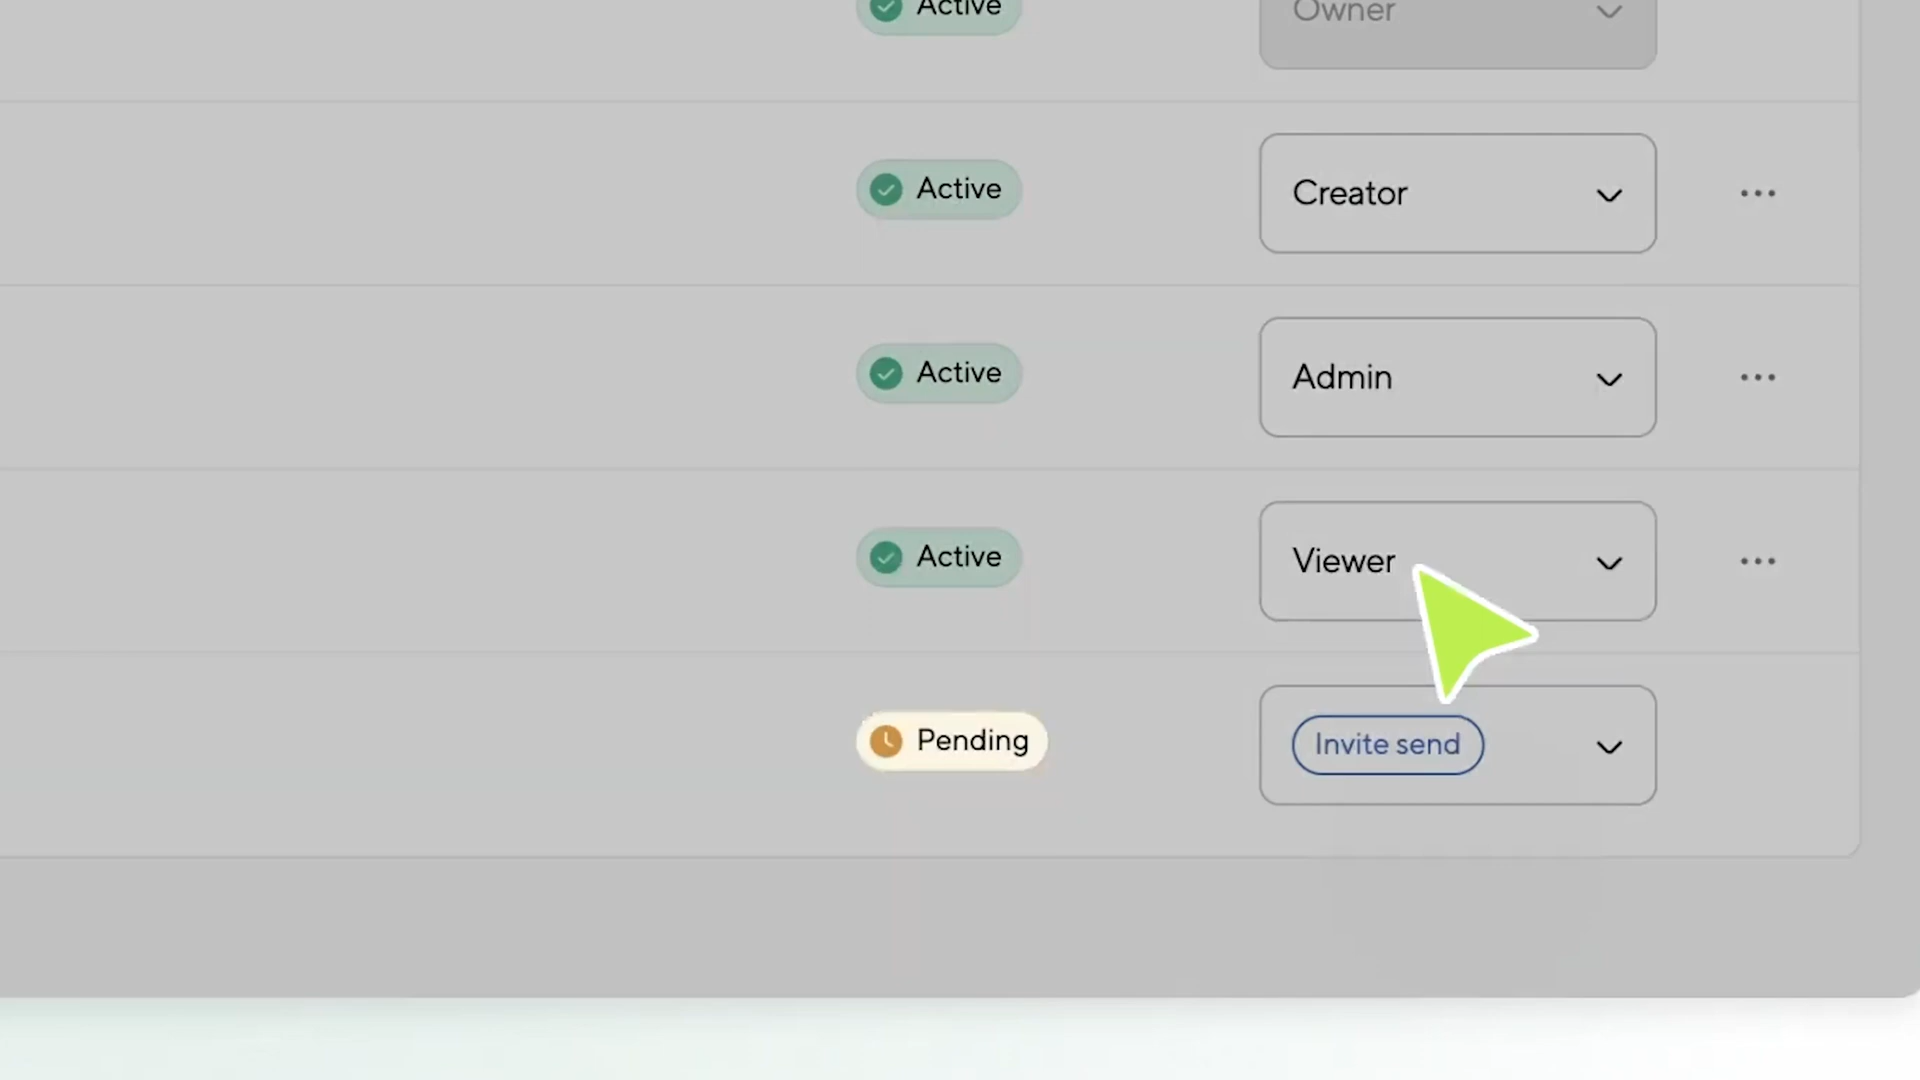 Active Owner
Active Creator
Active Admin
Active Viewer
Pending Invite send